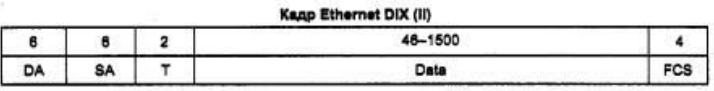 Кадр Ethernet DIX (II)
6 6 2 46–1500 4
DA SA T Data FCS